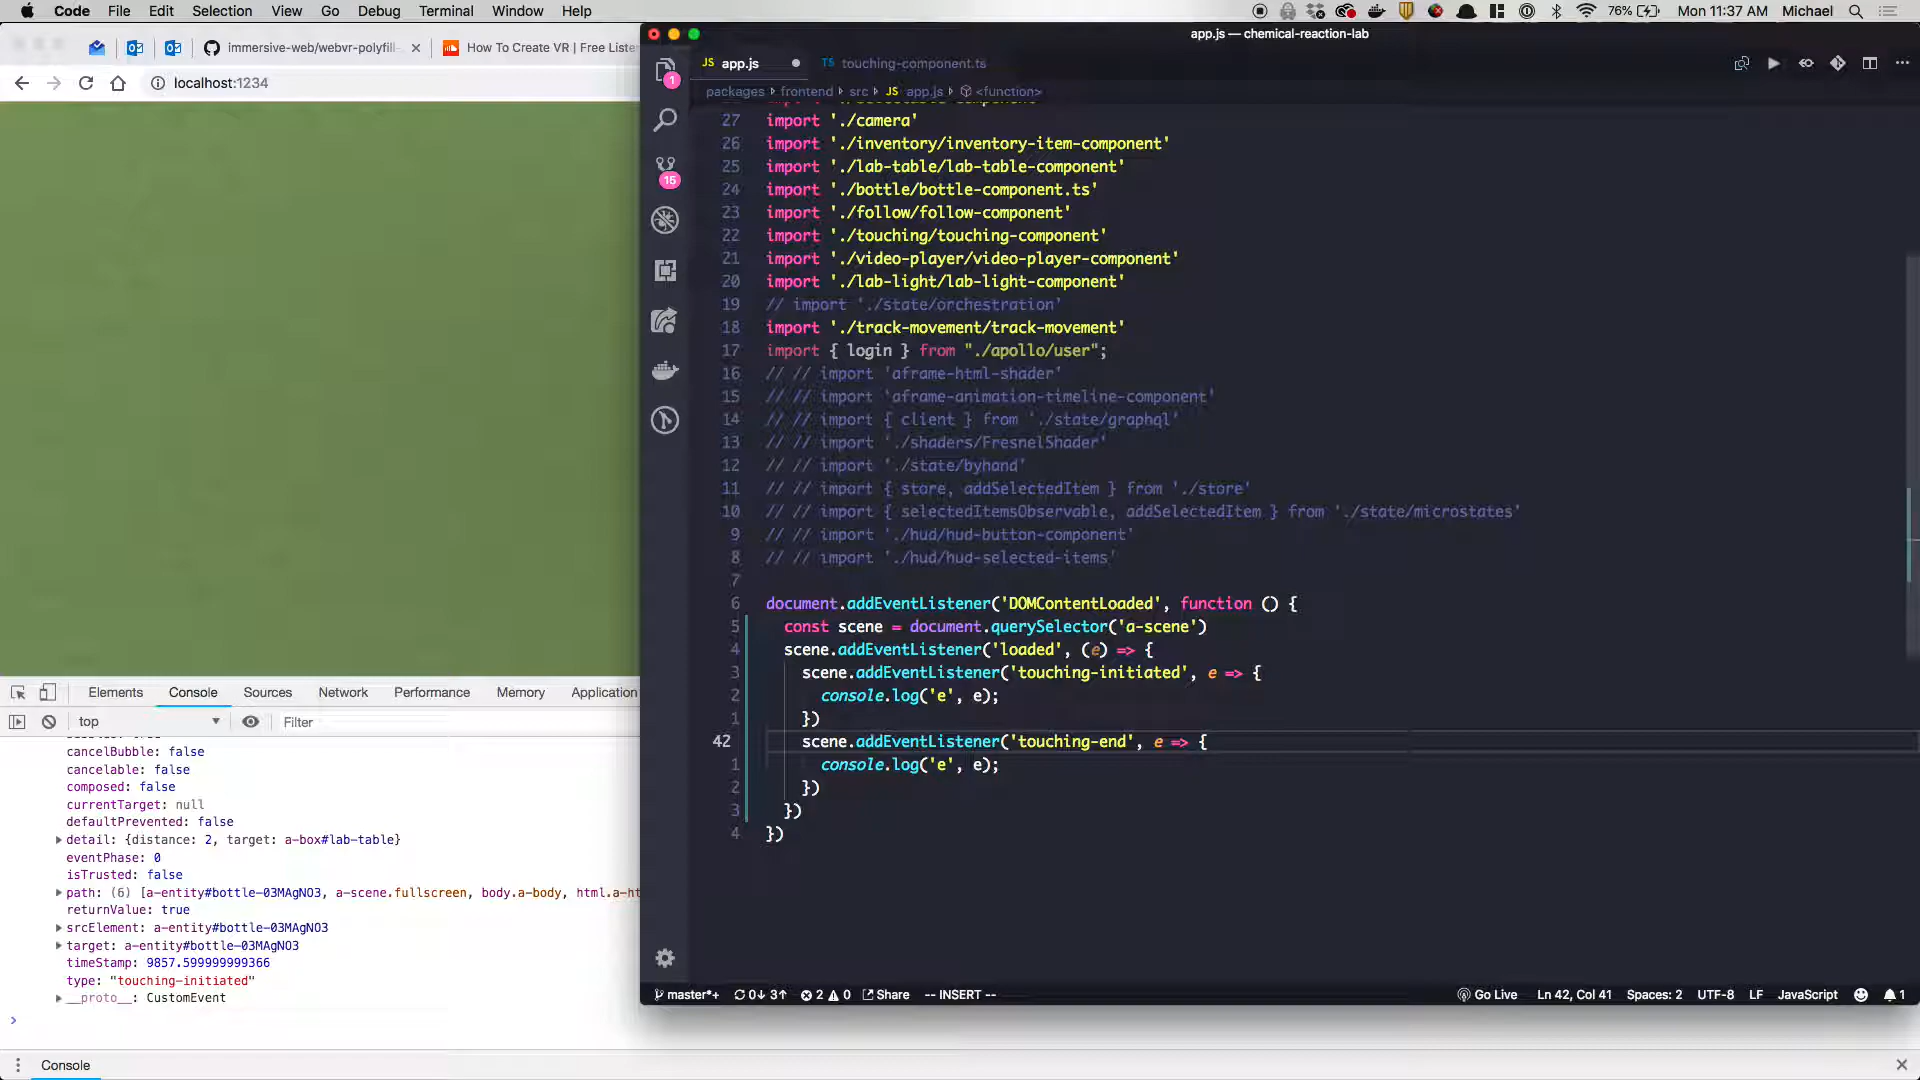 Code File Edit Selection View Go Debug Terminal Window Help 76% Mon 11:37 AM Michael
app.js — chemical-reaction-lab
immersive-web/webvr-polyfill- × How To Create VR | Free Liste
localhost:1234
JS app.js TS touching-component.ts
packages frontend src JS app.js <function>
1
15
27 import './camera'
26 import './inventory/inventory-item-component'
25 import './lab-table/lab-table-component'
24 import './bottle/bottle-component.ts'
23 import './follow/follow-component'
22 import './touching/touching-component'
21 import './video-player/video-player-component'
20 import './lab-light/lab-light-component'
19 // import './state/orchestration'
18 import './track-movement/track-movement'
17 import { login } from "./apollo/user";
16 // // import 'aframe-html-shader'
15 // // import 'aframe-animation-timeline-component'
14 // // import { client } from './state/graphql'
13 // // import './shaders/FresnelShader'
12 // // import './state/byhand'
11 // // import { store, addSelectedItem } from './store'
10 // // import { selectedItemsObservable, addSelectedItem } from './state/microstates'
9 // // import './hud/hud-button-component'
8 // // import './hud/hud-selected-items'
7
6 document.addEventListener('DOMContentLoaded', function () {
5 const scene = document.querySelector('a-scene')
4 scene.addEventListener('loaded', (e) => {
3 scene.addEventListener('touching-initiated', e => {
2 console.log('e', e);
1 })
42 scene.addEventListener('touching-end', e => {
1 console.log('e', e);
2 })
3 })
4 })
Elements Console Sources Network Performance Memory Application
top Filter
cancelBubble: false
cancelable: false
composed: false
currentTarget: null
defaultPrevented: false
detail: {distance: 2, target: a-box#lab-table}
eventPhase: 0
isTrusted: false
path: (6) [a-entity#bottle-03MAgNO3, a-scene.fullscreen, body.a-body, html.a-ht
returnValue: true
srcElement: a-entity#bottle-03MAgNO3
target: a-entity#bottle-03MAgNO3
timeStamp: 9857.599999999366
type: "touching-initiated"
__proto__: CustomEvent
>
master*+ 0↓ 3↑ 2 0 Share -- INSERT -- Go Live Ln 42, Col 41 Spaces: 2 UTF-8 LF JavaScript 1
Console